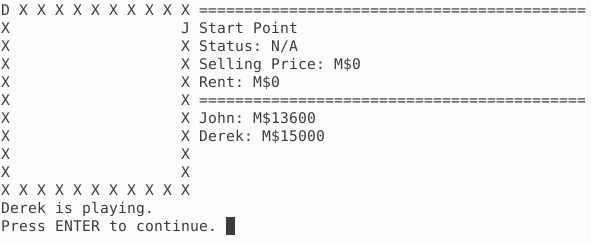 D X X X X X X X X X X ===========================================
X                   J Start Point
X                   X Status: N/A
X                   X Selling Price: M$0
X                   X Rent: M$0
X                   X ===========================================
X                   X John: M$13600
X                   X Derek: M$15000
X                   X
X                   X
X X X X X X X X X X X
Derek is playing.
Press ENTER to continue.